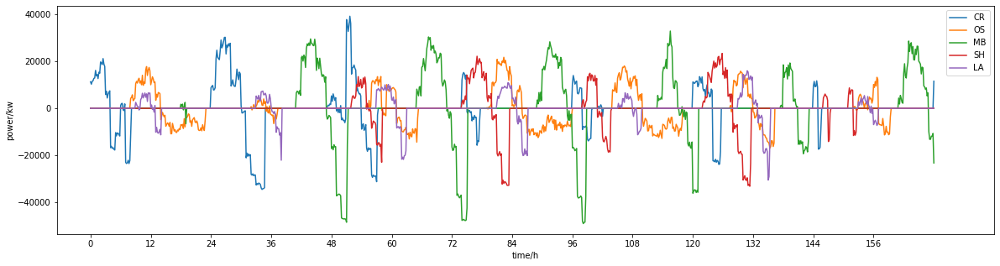 40000
20000
0
−20000
−40000
power/kw
0 12 24 36 48 60 72 84 96 108 120 132 144 156
time/h
CR
OS
MB
SH
LA